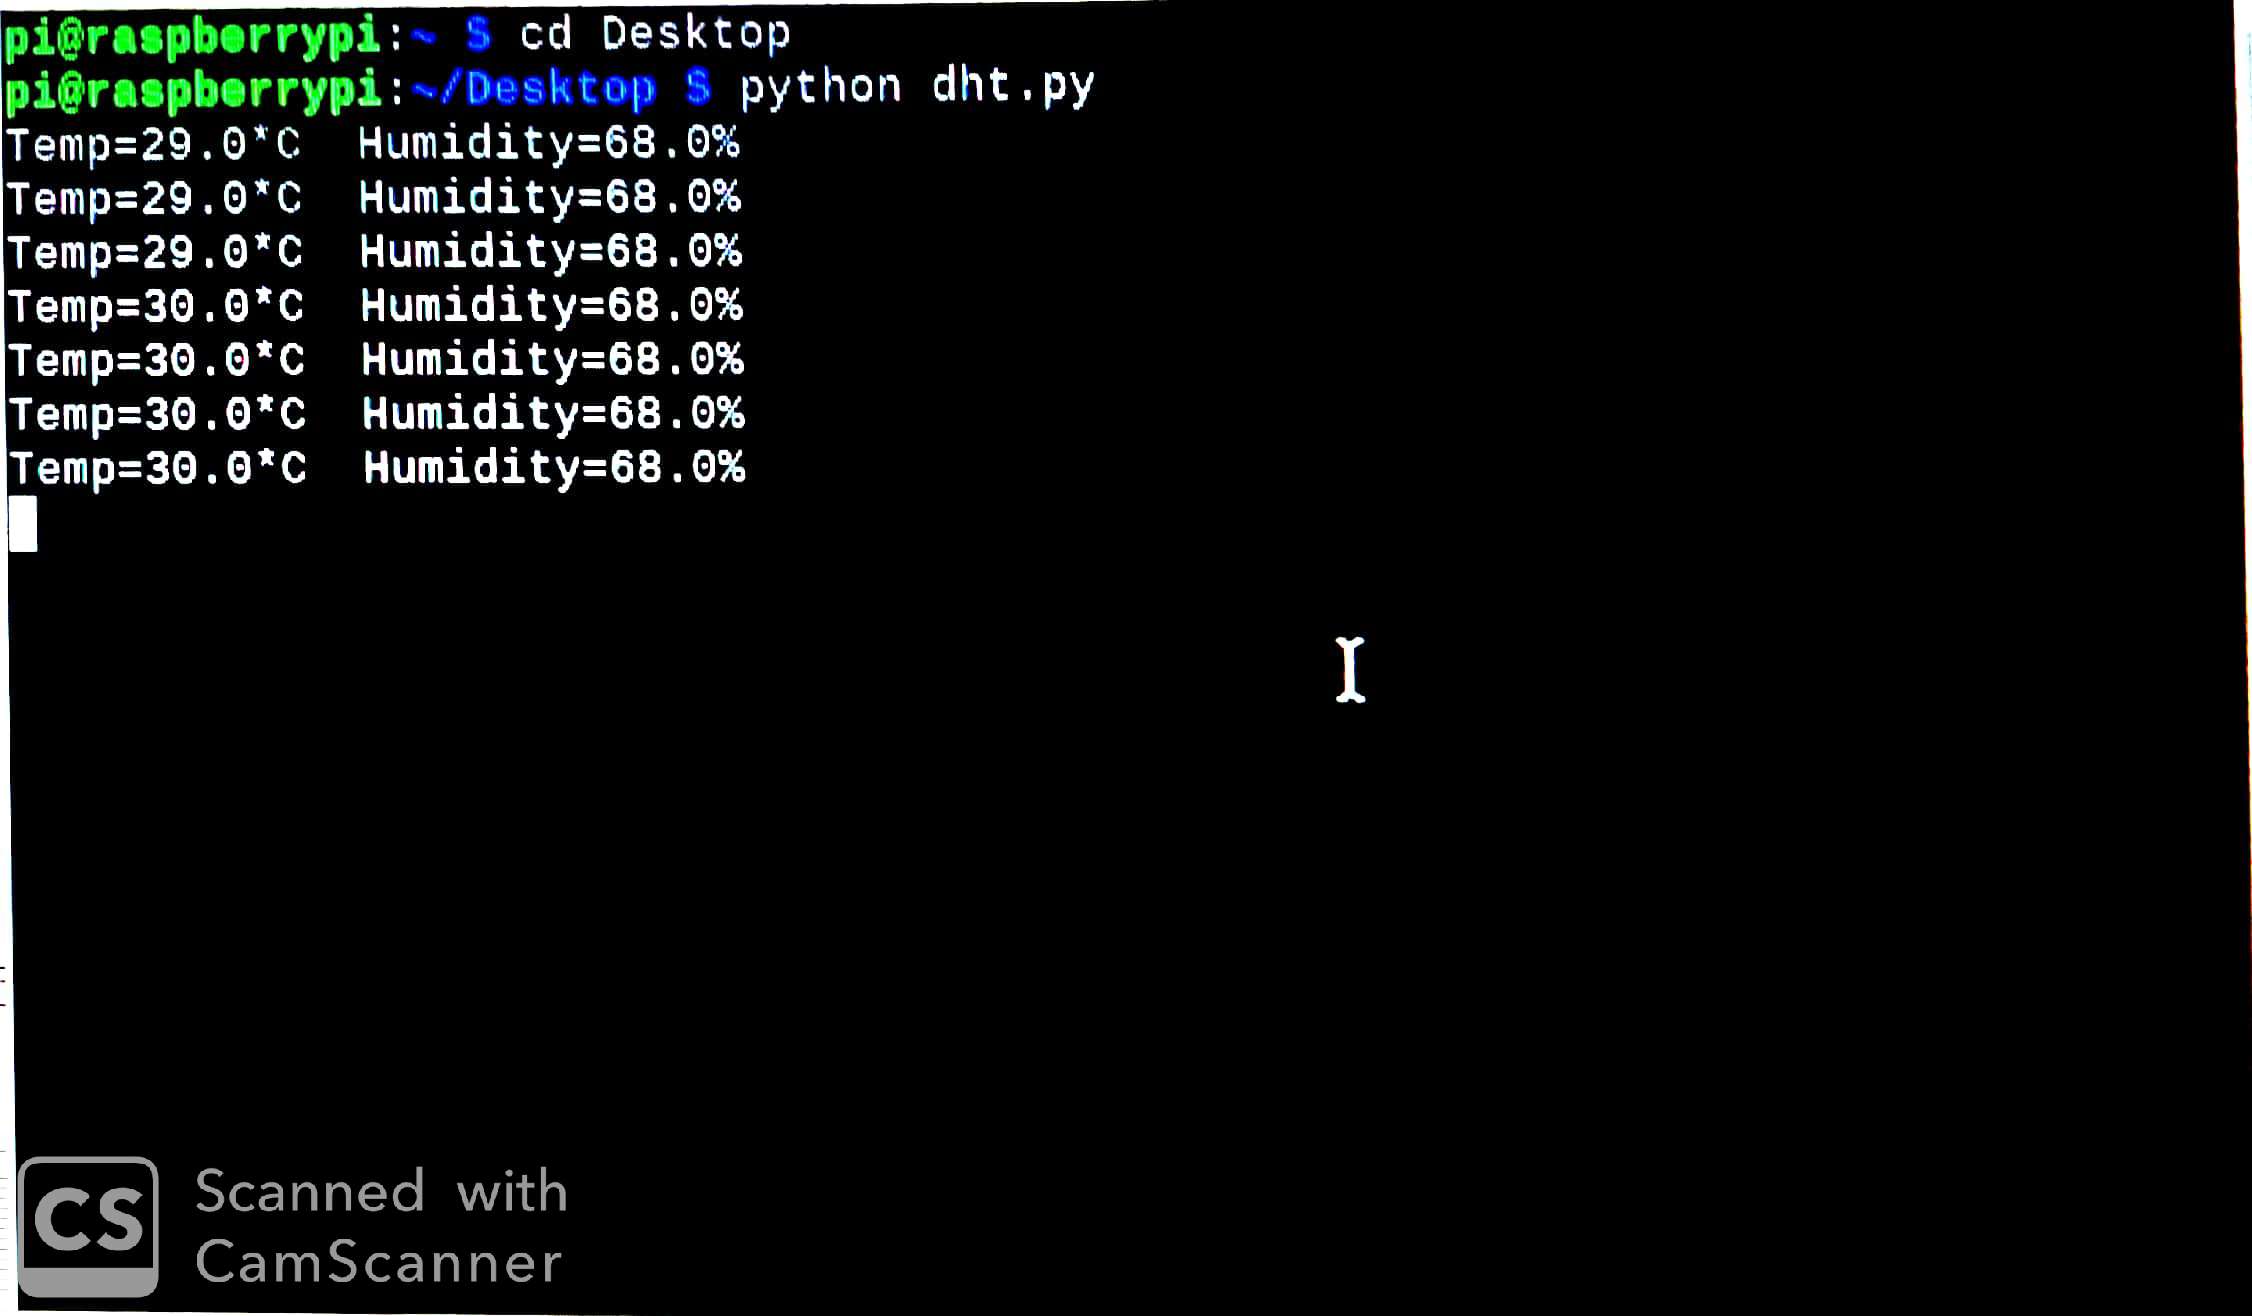 pi@raspberrypi:~ $ cd Desktop
pi@raspberrypi:~/Desktop $ python dht.py
Temp=29.0*C  Humidity=68.0%
Temp=29.0*C  Humidity=68.0%
Temp=29.0*C  Humidity=68.0%
Temp=30.0*C  Humidity=68.0%
Temp=30.0*C  Humidity=68.0%
Temp=30.0*C  Humidity=68.0%
Temp=30.0*C  Humidity=68.0%
CS
Scanned with
CamScanner